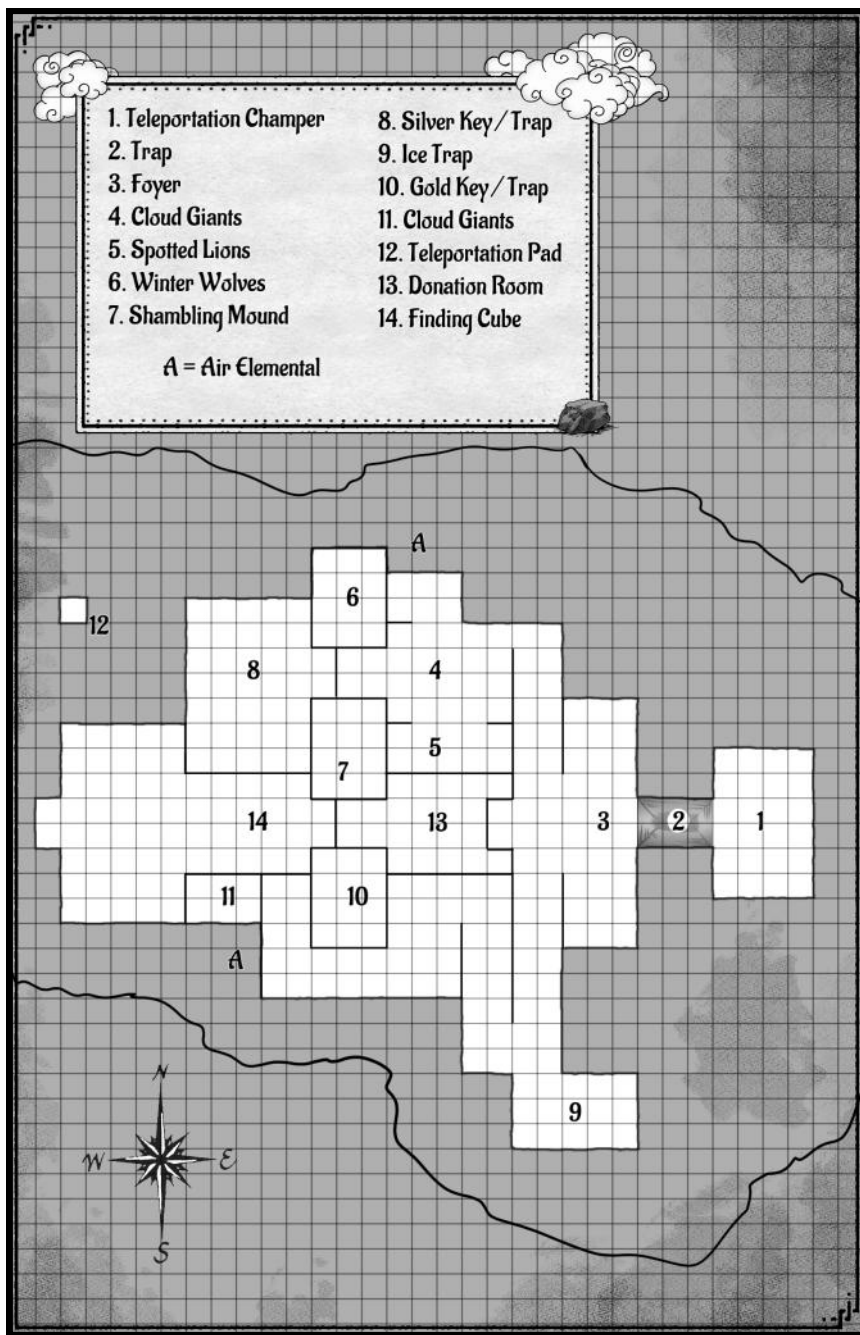 1. Teleportation Champer
2. Trap
3. Foyer
4. Cloud Giants
5. Spotted Lions
6. Winter Wolves
7. Shambling Mound
8. Silver Key / Trap
9. Ice Trap
10. Gold Key / Trap
11. Cloud Giants
12. Teleportation Pad
13. Donation Room
14. Finding Cube
A = Air Elemental
A
6
12
8
4
5
7
14
13
3
2
1
11
10
A
9
N
W
E
S